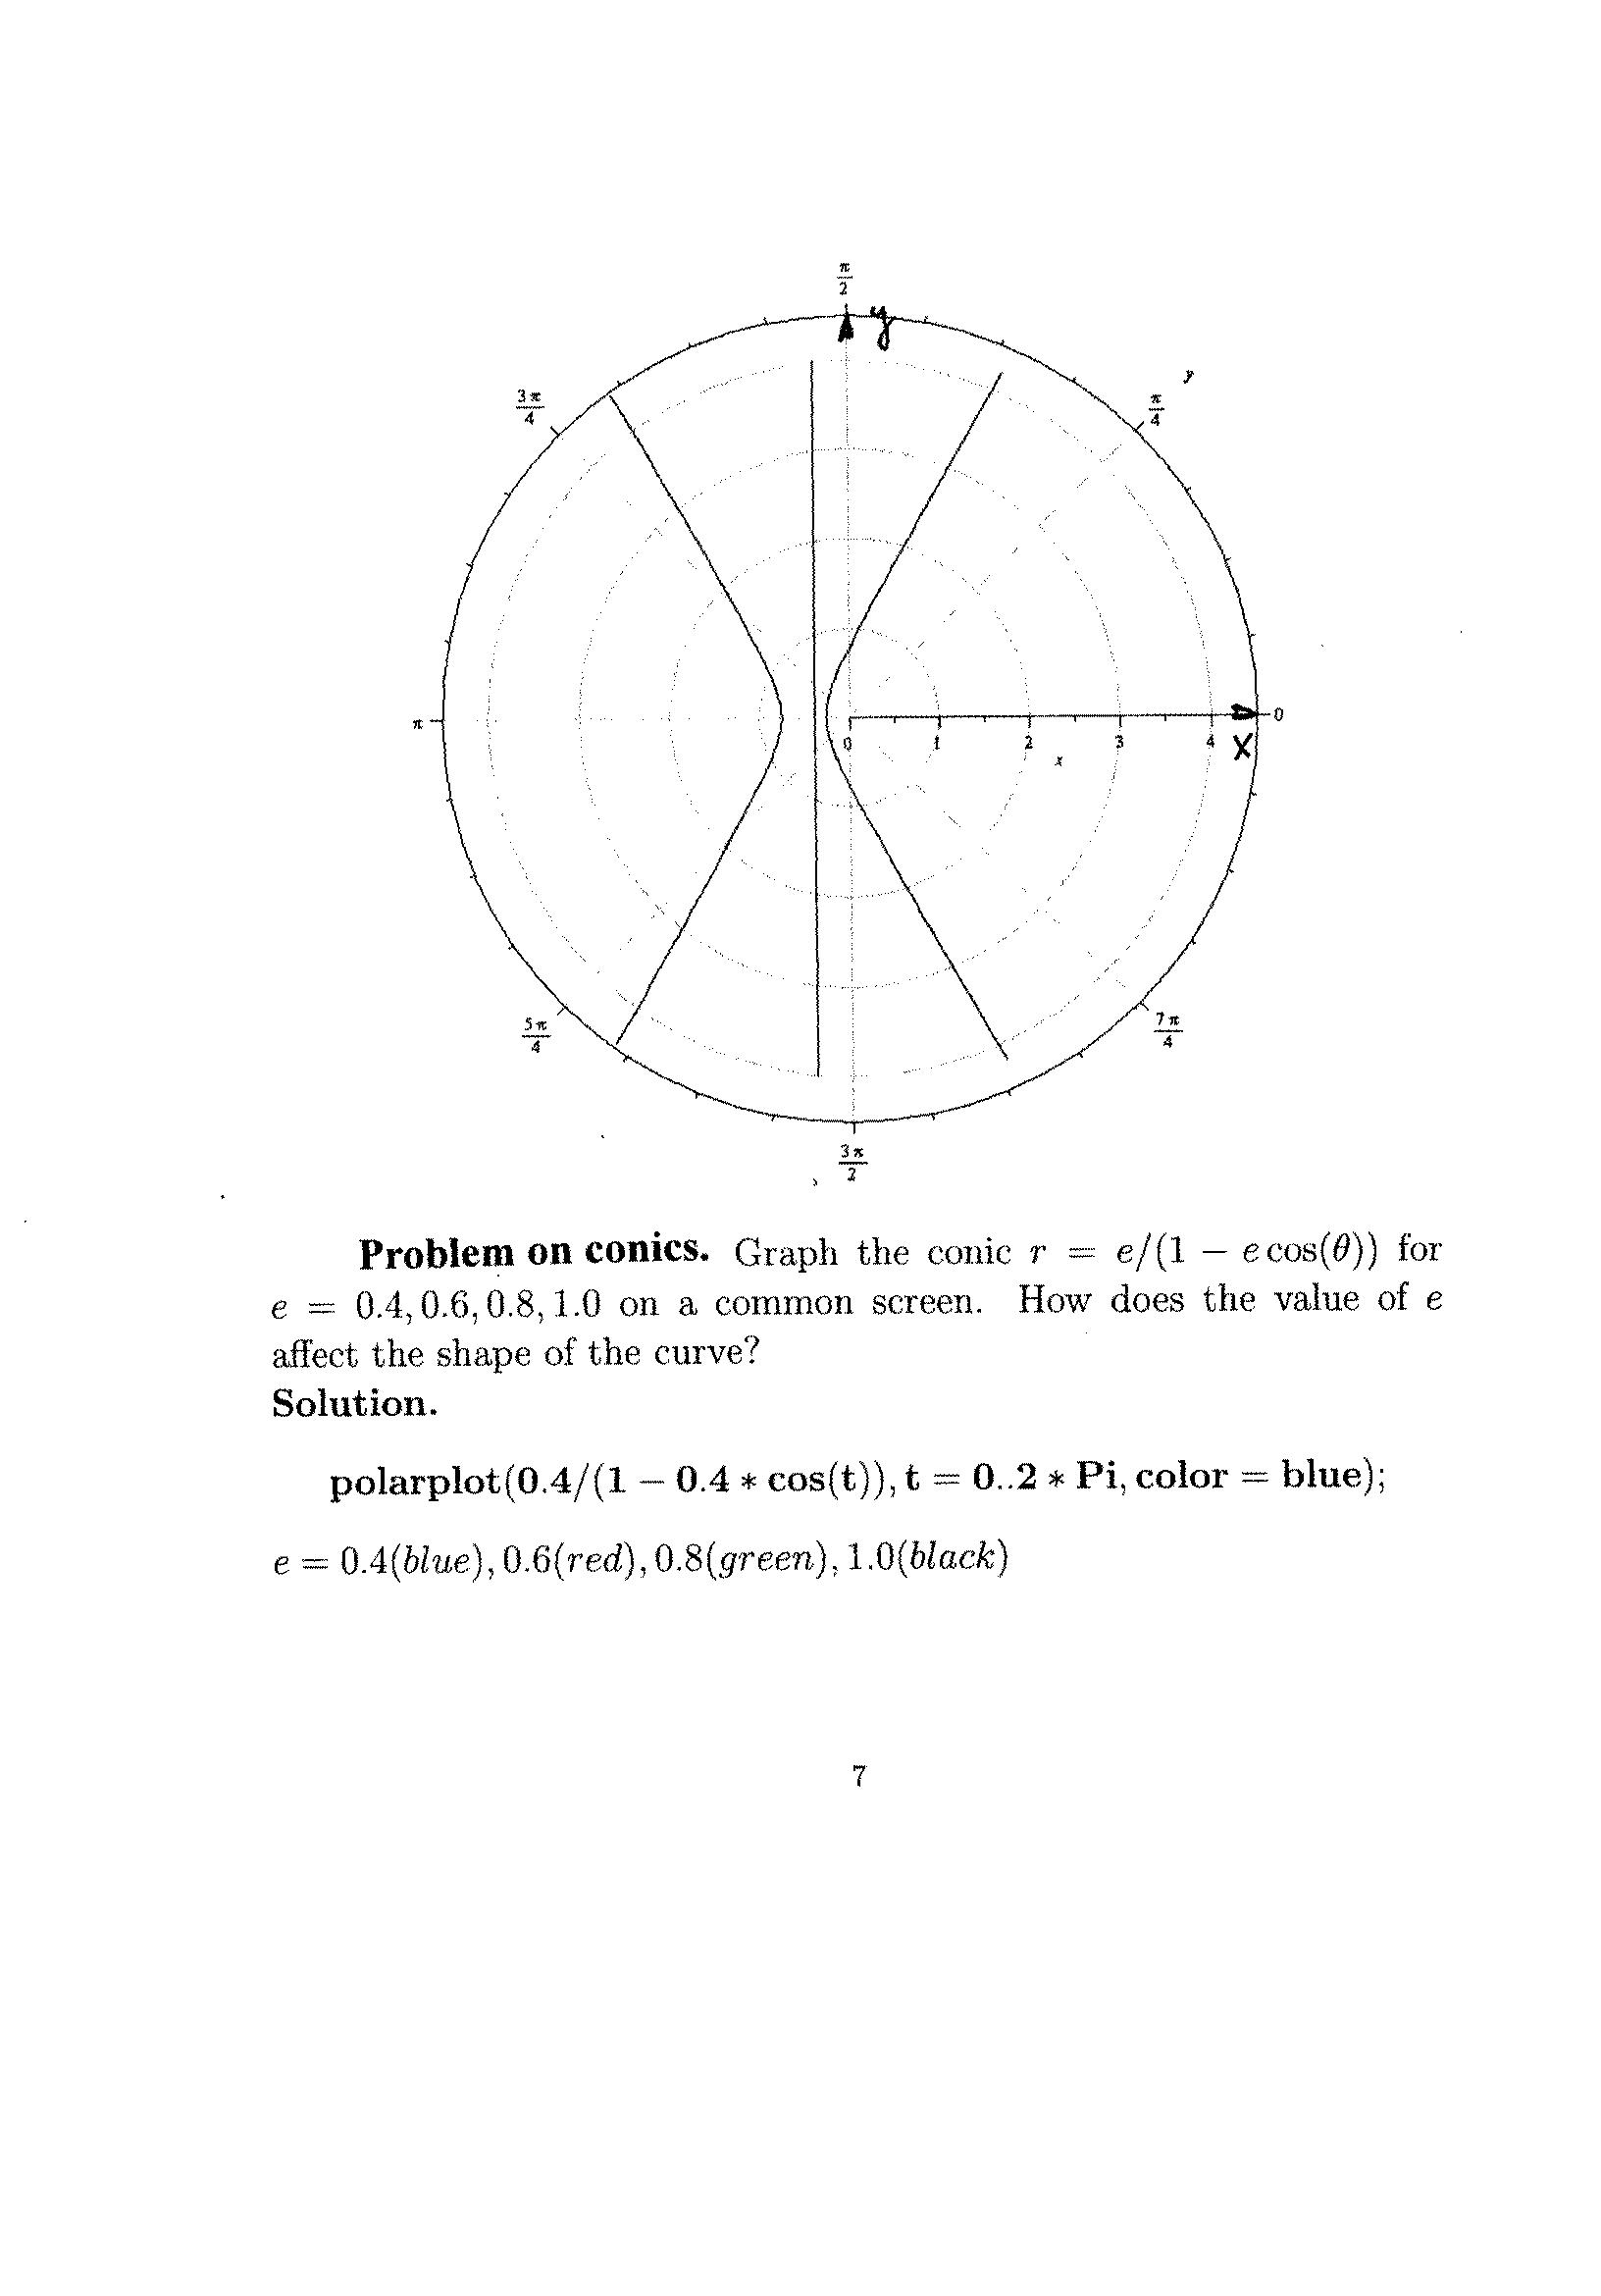 π/2
y
3π/4
y
π/4
π
0
0 1 2 3 4
X
x
5π/4
7π/4
3π/2
Problem on conics. Graph the conic r = e/(1 − e cos(θ)) for
e = 0.4, 0.6, 0.8, 1.0 on a common screen. How does the value of e
affect the shape of the curve?
Solution.
polarplot(0.4/(1 − 0.4 ∗ cos(t)), t = 0..2 ∗ Pi, color = blue);
e = 0.4(blue), 0.6(red), 0.8(green), 1.0(black)
7